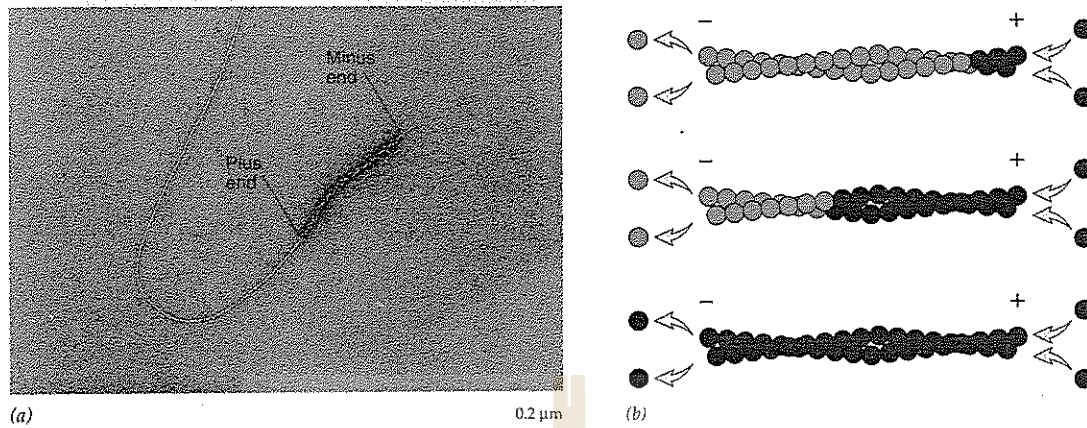 Minus
end
Plus
end
(a)
0.2 µm
− +
− +
− +
(b)